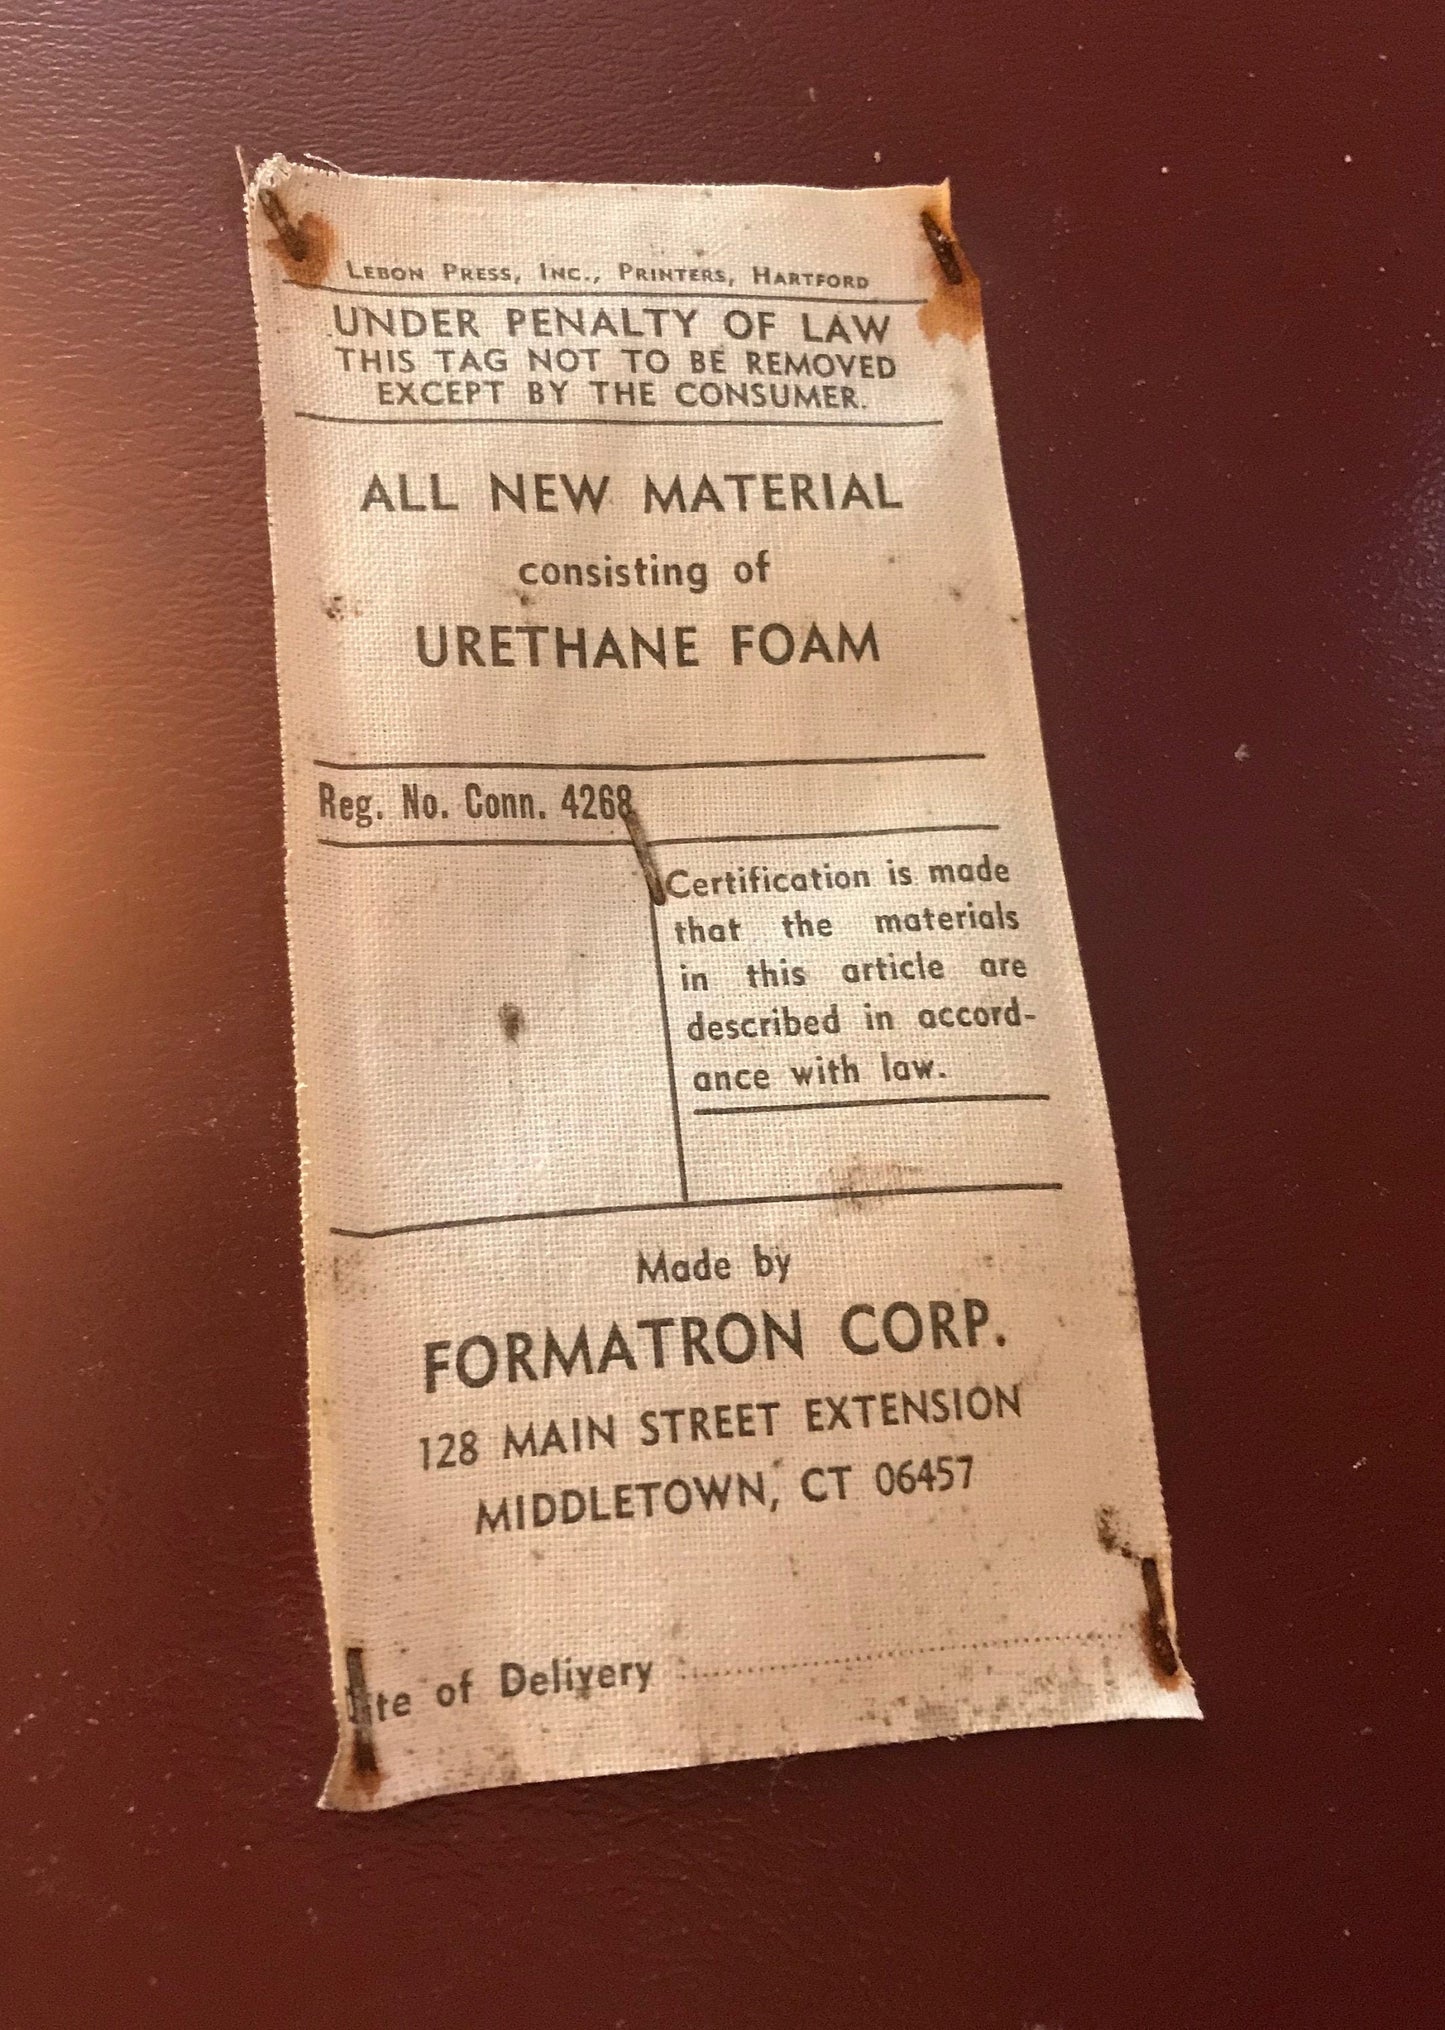 LEBON PRESS, INC., PRINTERS, HARTFORD
UNDER PENALTY OF LAW
THIS TAG NOT TO BE REMOVED
EXCEPT BY THE CONSUMER.
ALL NEW MATERIAL
consisting of
URETHANE FOAM
Reg. No. Conn. 4268
Certification is made
that the materials
in this article are
described in accord-
ance with law.
Made by
FORMATRON CORP.
128 MAIN STREET EXTENSION
MIDDLETOWN, CT 06457
Date of Delivery